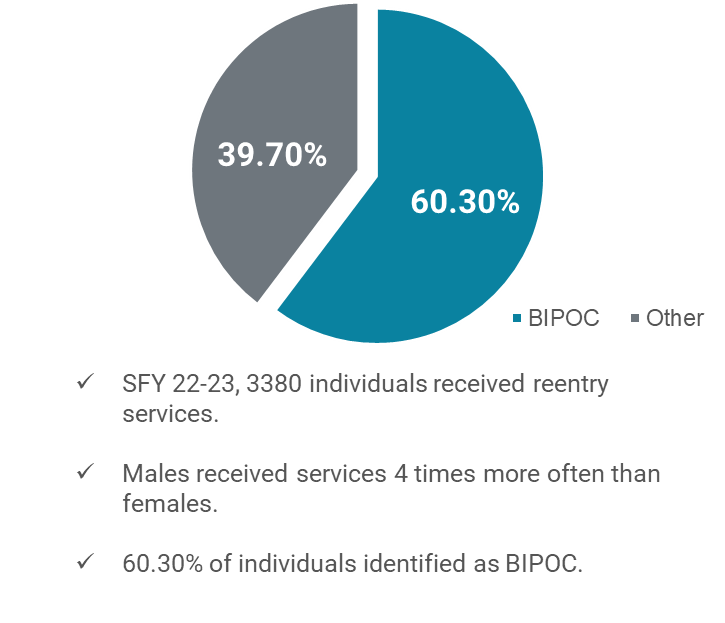 39.70%
60.30%
BIPOC Other
✓ SFY 22-23, 3380 individuals received reentry
services.
✓ Males received services 4 times more often than
females.
✓ 60.30% of individuals identified as BIPOC.